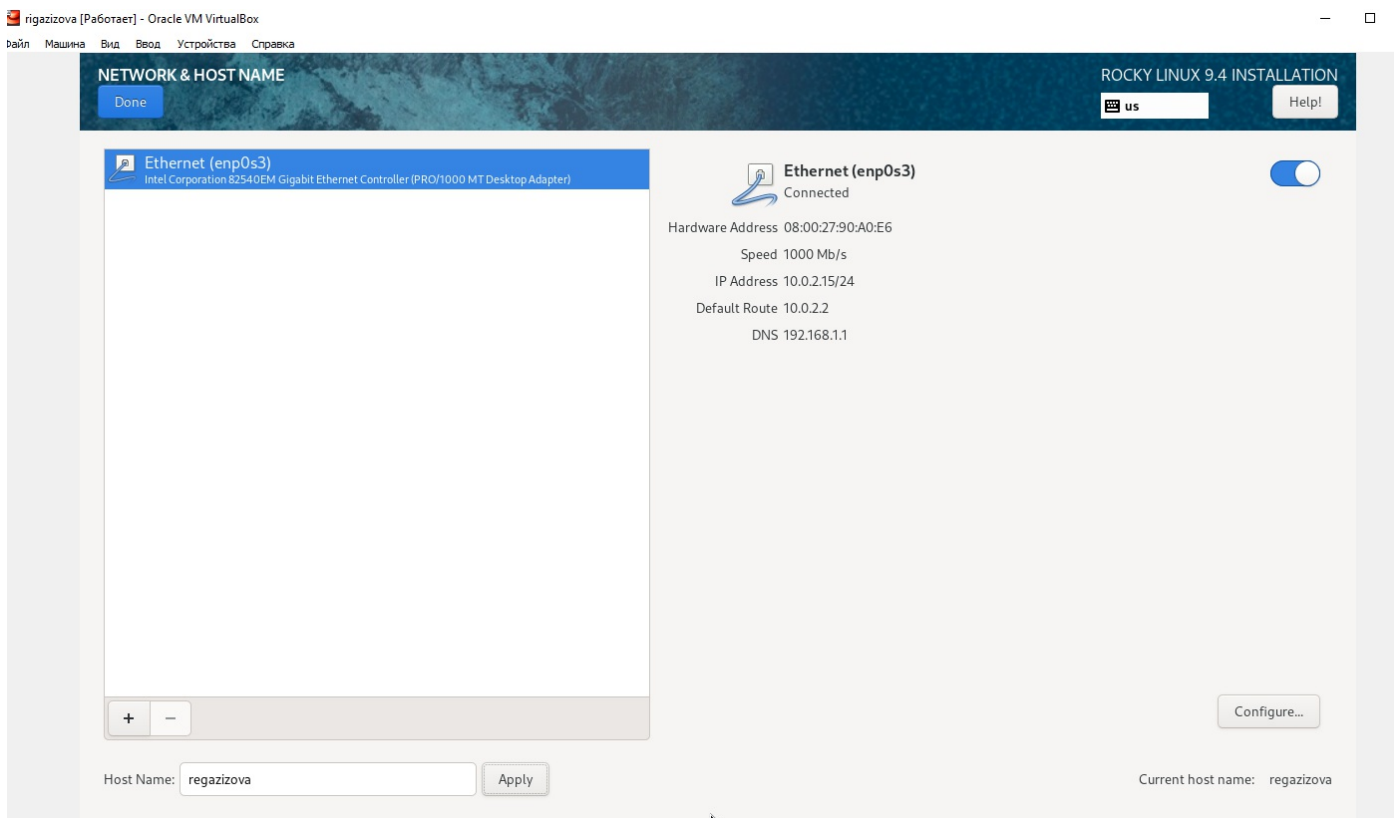 rigazizova [Работает] - Oracle VM VirtualBox
Файл Машина Вид Ввод Устройства Справка
NETWORK & HOST NAME
ROCKY LINUX 9.4 INSTALLATION
Done
us
Help!
Ethernet (enp0s3)
Intel Corporation 82540EM Gigabit Ethernet Controller (PRO/1000 MT Desktop Adapter)
Ethernet (enp0s3)
Connected
Hardware Address 08:00:27:90:A0:E6
Speed 1000 Mb/s
IP Address 10.0.2.15/24
Default Route 10.0.2.2
DNS 192.168.1.1
+ −
Configure...
Host Name: regazizova Apply
Current host name: regazizova